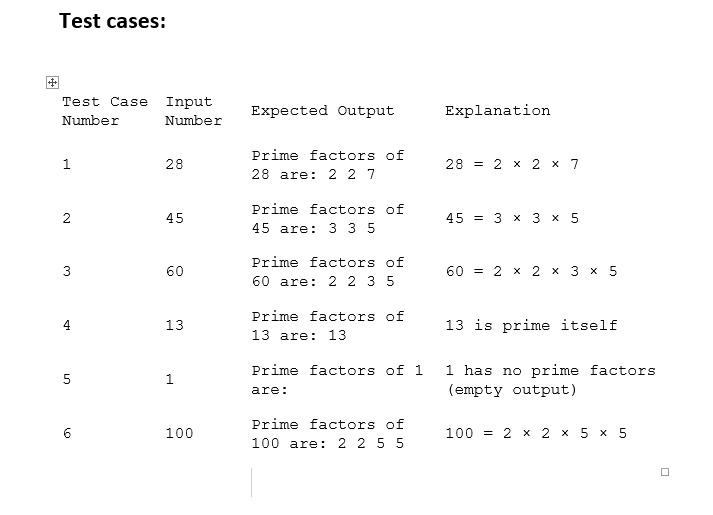 Test cases:
Test Case Number Input Number Expected Output Explanation
1 28 Prime factors of 28 are: 2 2 7 28 = 2 × 2 × 7
2 45 Prime factors of 45 are: 3 3 5 45 = 3 × 3 × 5
3 60 Prime factors of 60 are: 2 2 3 5 60 = 2 × 2 × 3 × 5
4 13 Prime factors of 13 are: 13 13 is prime itself
5 1 Prime factors of 1 are: 1 has no prime factors (empty output)
6 100 Prime factors of 100 are: 2 2 5 5 100 = 2 × 2 × 5 × 5